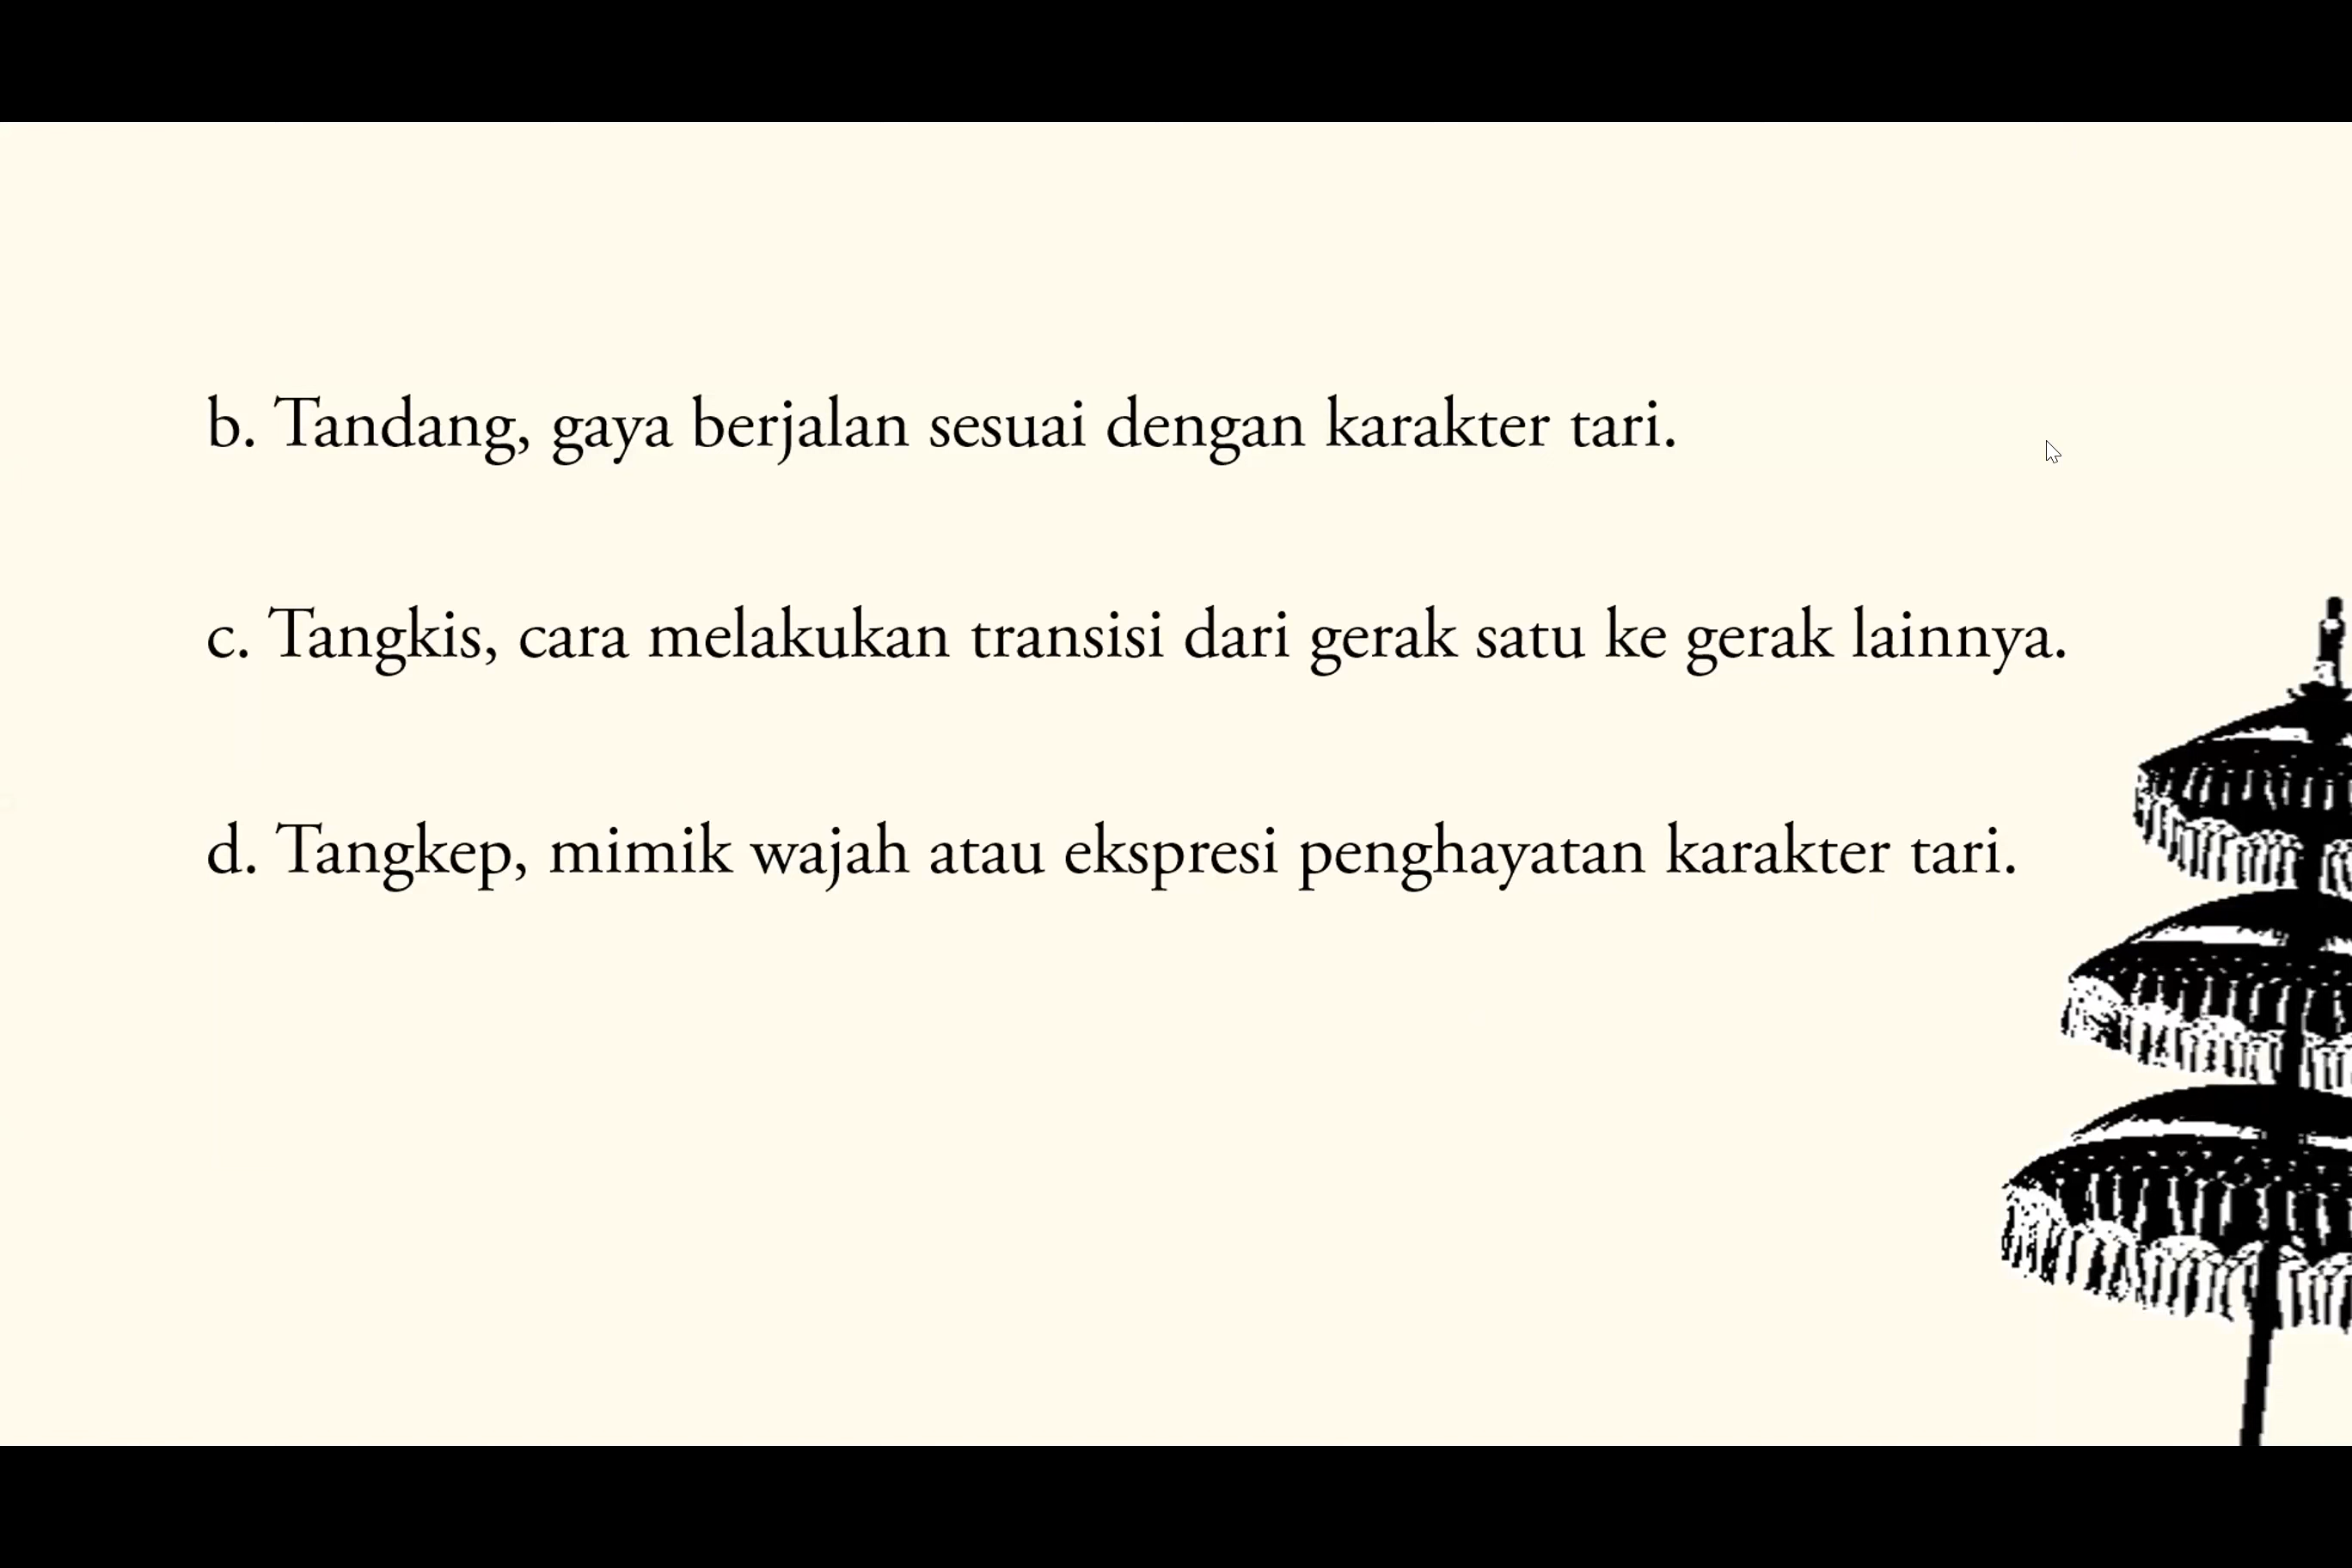 b. Tandang, gaya berjalan sesuai dengan karakter tari.
c. Tangkis, cara melakukan transisi dari gerak satu ke gerak lainnya.
d. Tangkep, mimik wajah atau ekspresi penghayatan karakter tari.